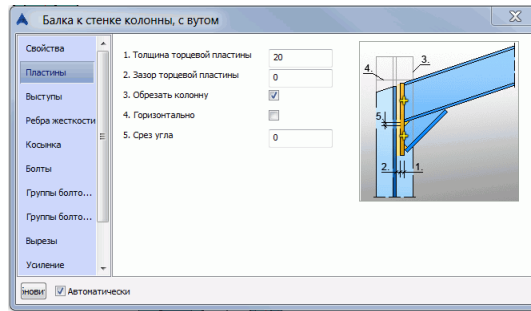 Балка к стенке колонны, с вутом
Свойства
Пластины
Выступы
Ребра жесткости
Косынка
Болты
Группы болто...
Группы болто...
Вырезы
Усиление
1. Толщина торцевой пластины 20
2. Зазор торцевой пластины 0
3. Обрезать колонну
4. Горизонтально
5. Срез угла 0
3.
4.
5.
2. 1.
Автоматически